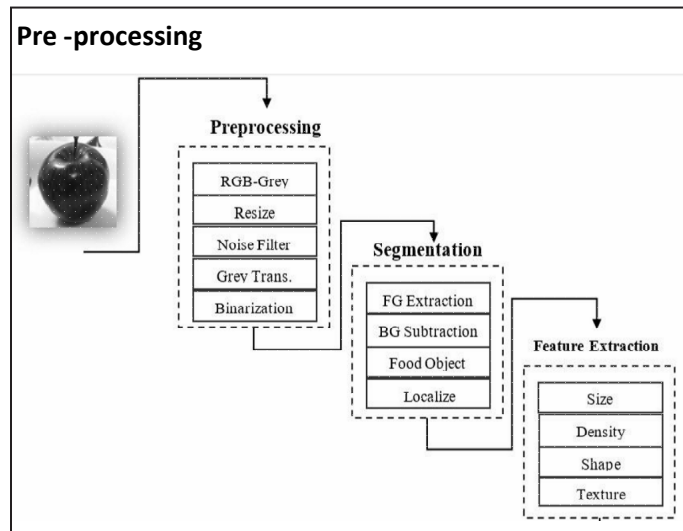 Pre -processing
Preprocessing
RGB-Grey
Resize
Noise Filter
Grey Trans.
Binarization
Segmentation
FG Extraction
BG Subtraction
Food Object
Localize
Feature Extraction
Size
Density
Shape
Texture